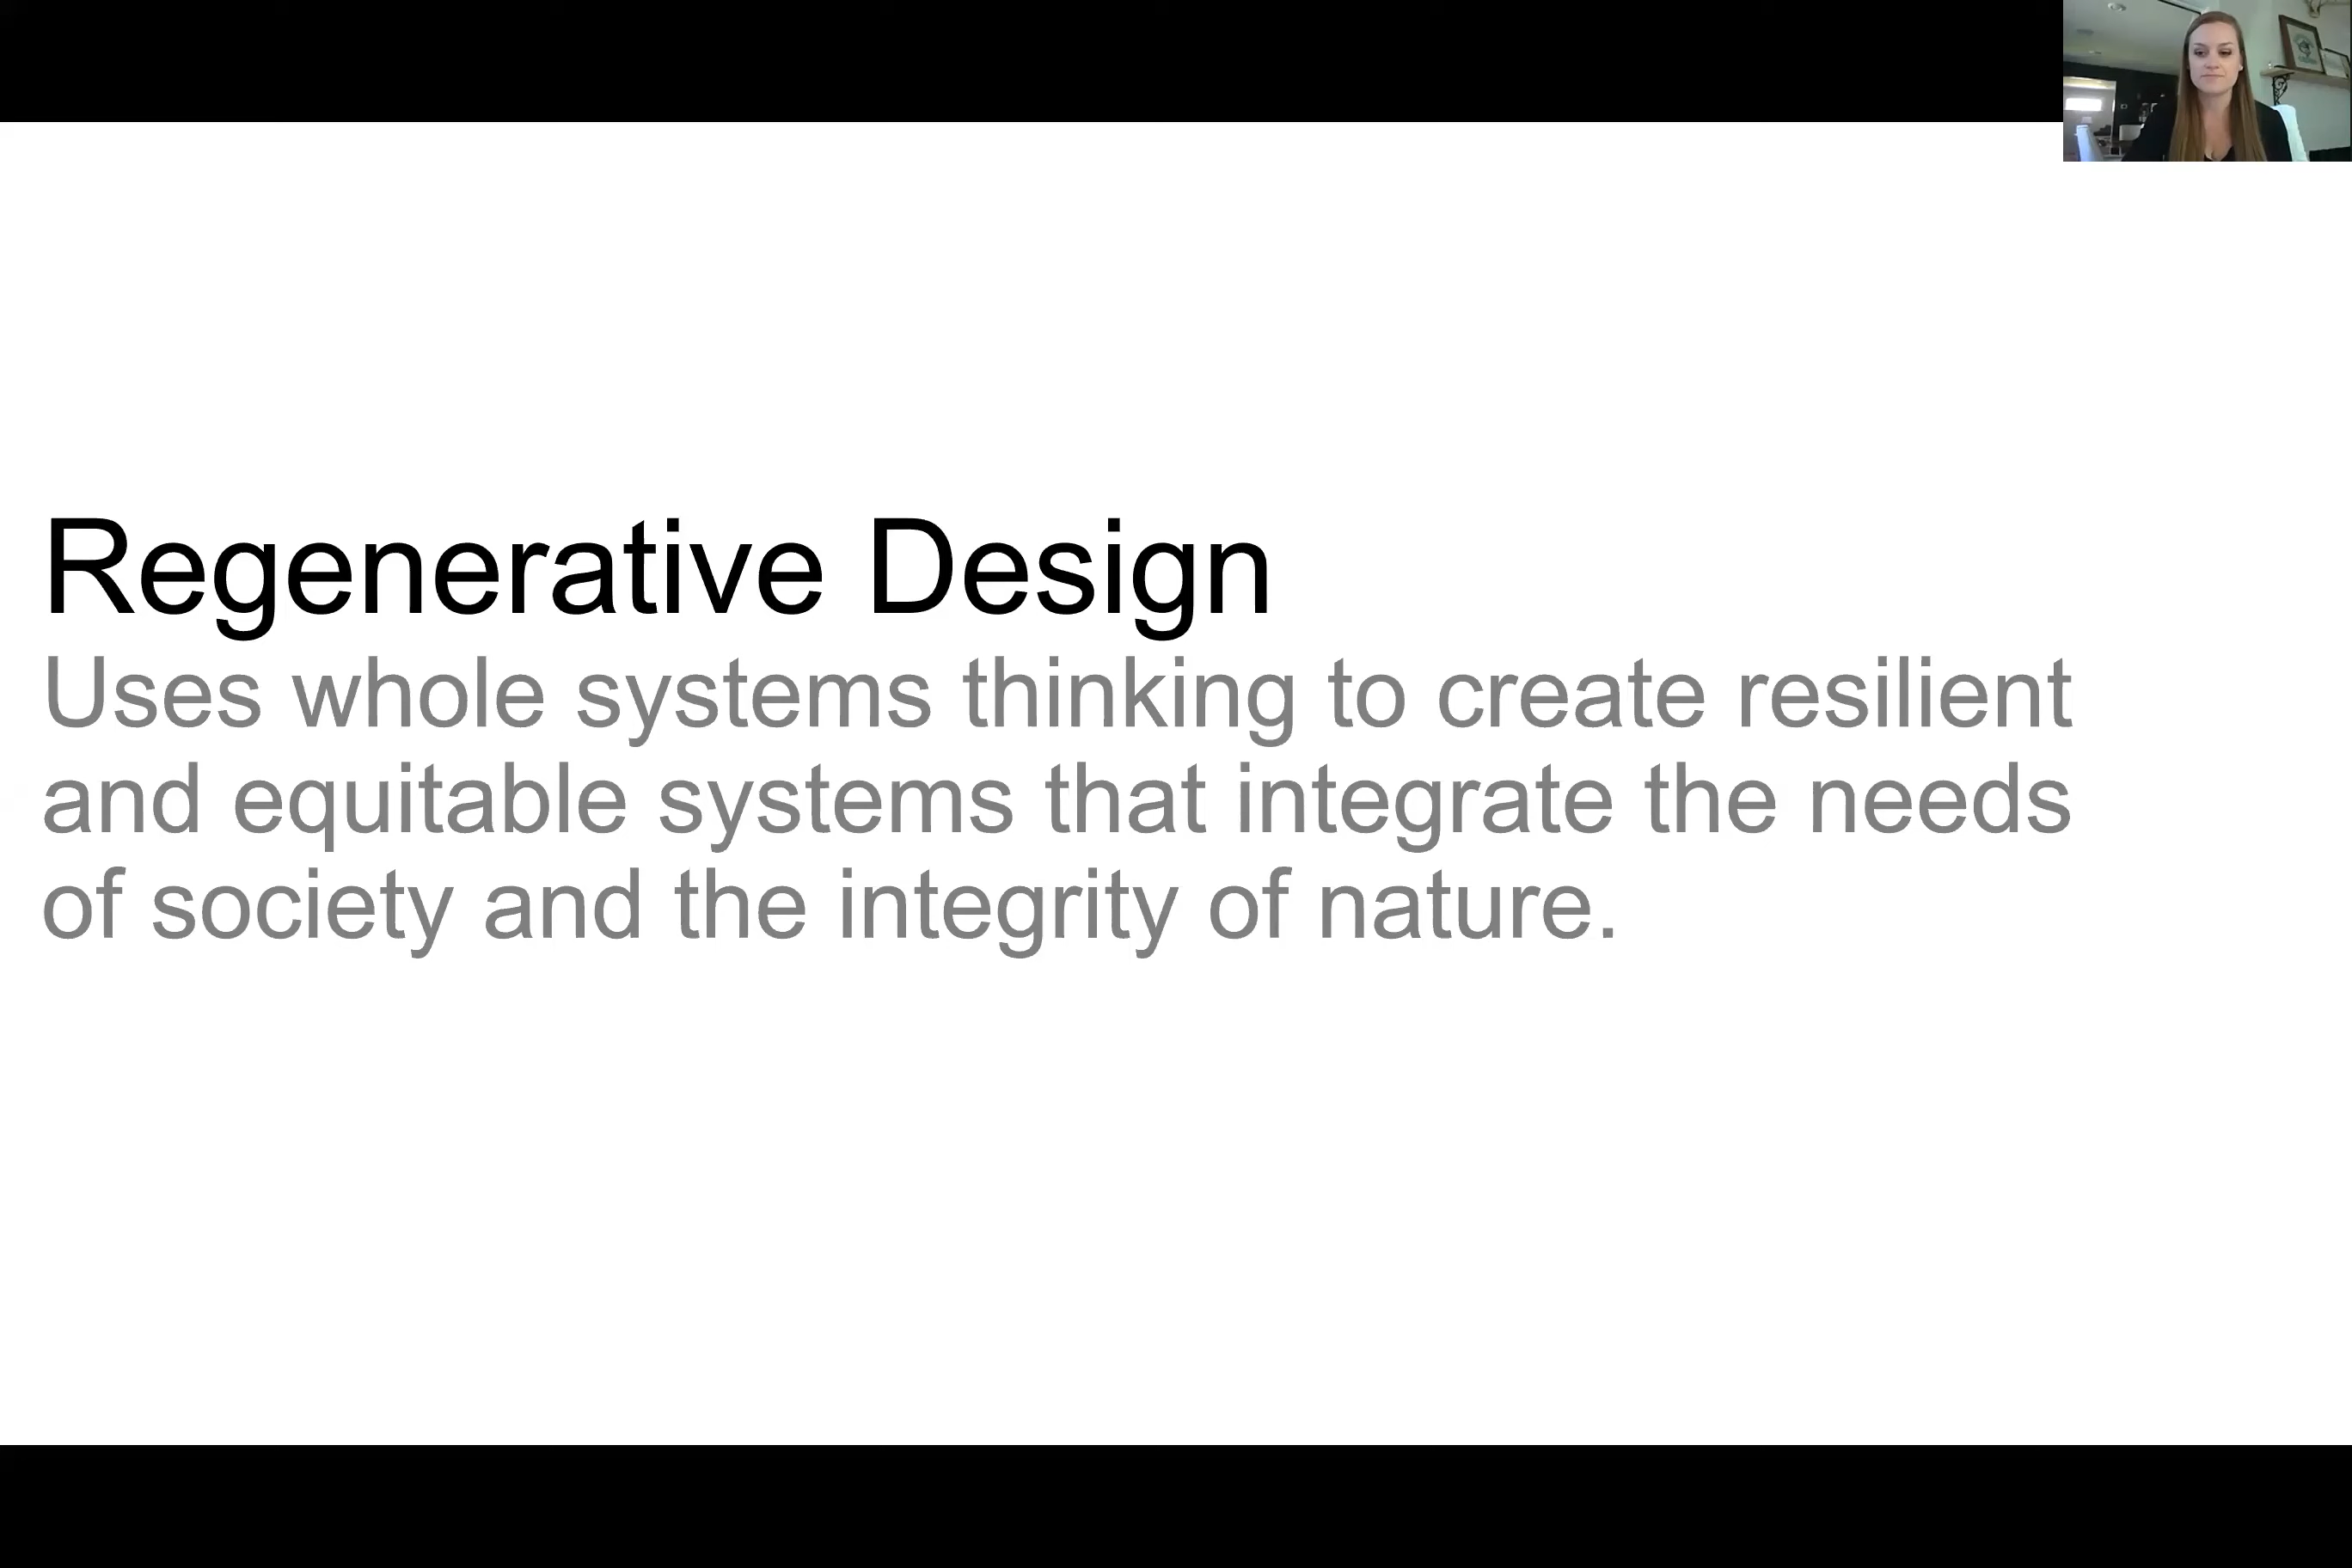 Regenerative Design
Uses whole systems thinking to create resilient
and equitable systems that integrate the needs
of society and the integrity of nature.